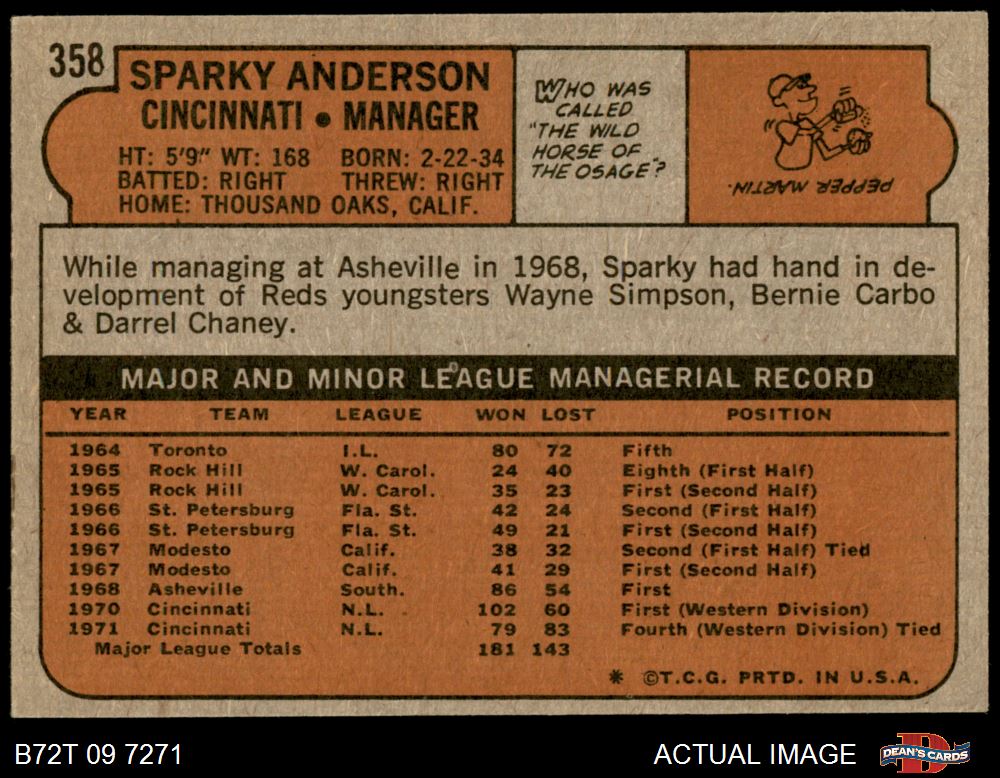 358
SPARKY ANDERSON
CINCINNATI • MANAGER
HT: 5'9" WT: 168 BORN: 2-22-34
BATTED: RIGHT THREW: RIGHT
HOME: THOUSAND OAKS, CALIF.
WHO WAS
CALLED
"THE WILD
HORSE OF
THE OSAGE"?
PEPPER MARTIN.
While managing at Asheville in 1968, Sparky had hand in de-
velopment of Reds youngsters Wayne Simpson, Bernie Carbo
& Darrel Chaney.
MAJOR AND MINOR LEAGUE MANAGERIAL RECORD
YEAR TEAM LEAGUE WON LOST POSITION
1964 Toronto I.L. 80 72 Fifth
1965 Rock Hill W. Carol. 24 40 Eighth (First Half)
1965 Rock Hill W. Carol. 35 23 First (Second Half)
1966 St. Petersburg Fla. St. 42 24 Second (First Half)
1966 St. Petersburg Fla. St. 49 21 First (Second Half)
1967 Modesto Calif. 38 32 Second (First Half) Tied
1967 Modesto Calif. 41 29 First (Second Half)
1968 Asheville South. 86 54 First
1970 Cincinnati N.L. 102 60 First (Western Division)
1971 Cincinnati N.L. 79 83 Fourth (Western Division) Tied
Major League Totals 181 143
* ©T.C.G. PRTD. IN U.S.A.
B72T 09 7271
ACTUAL IMAGE
D
DEAN'S CARDS